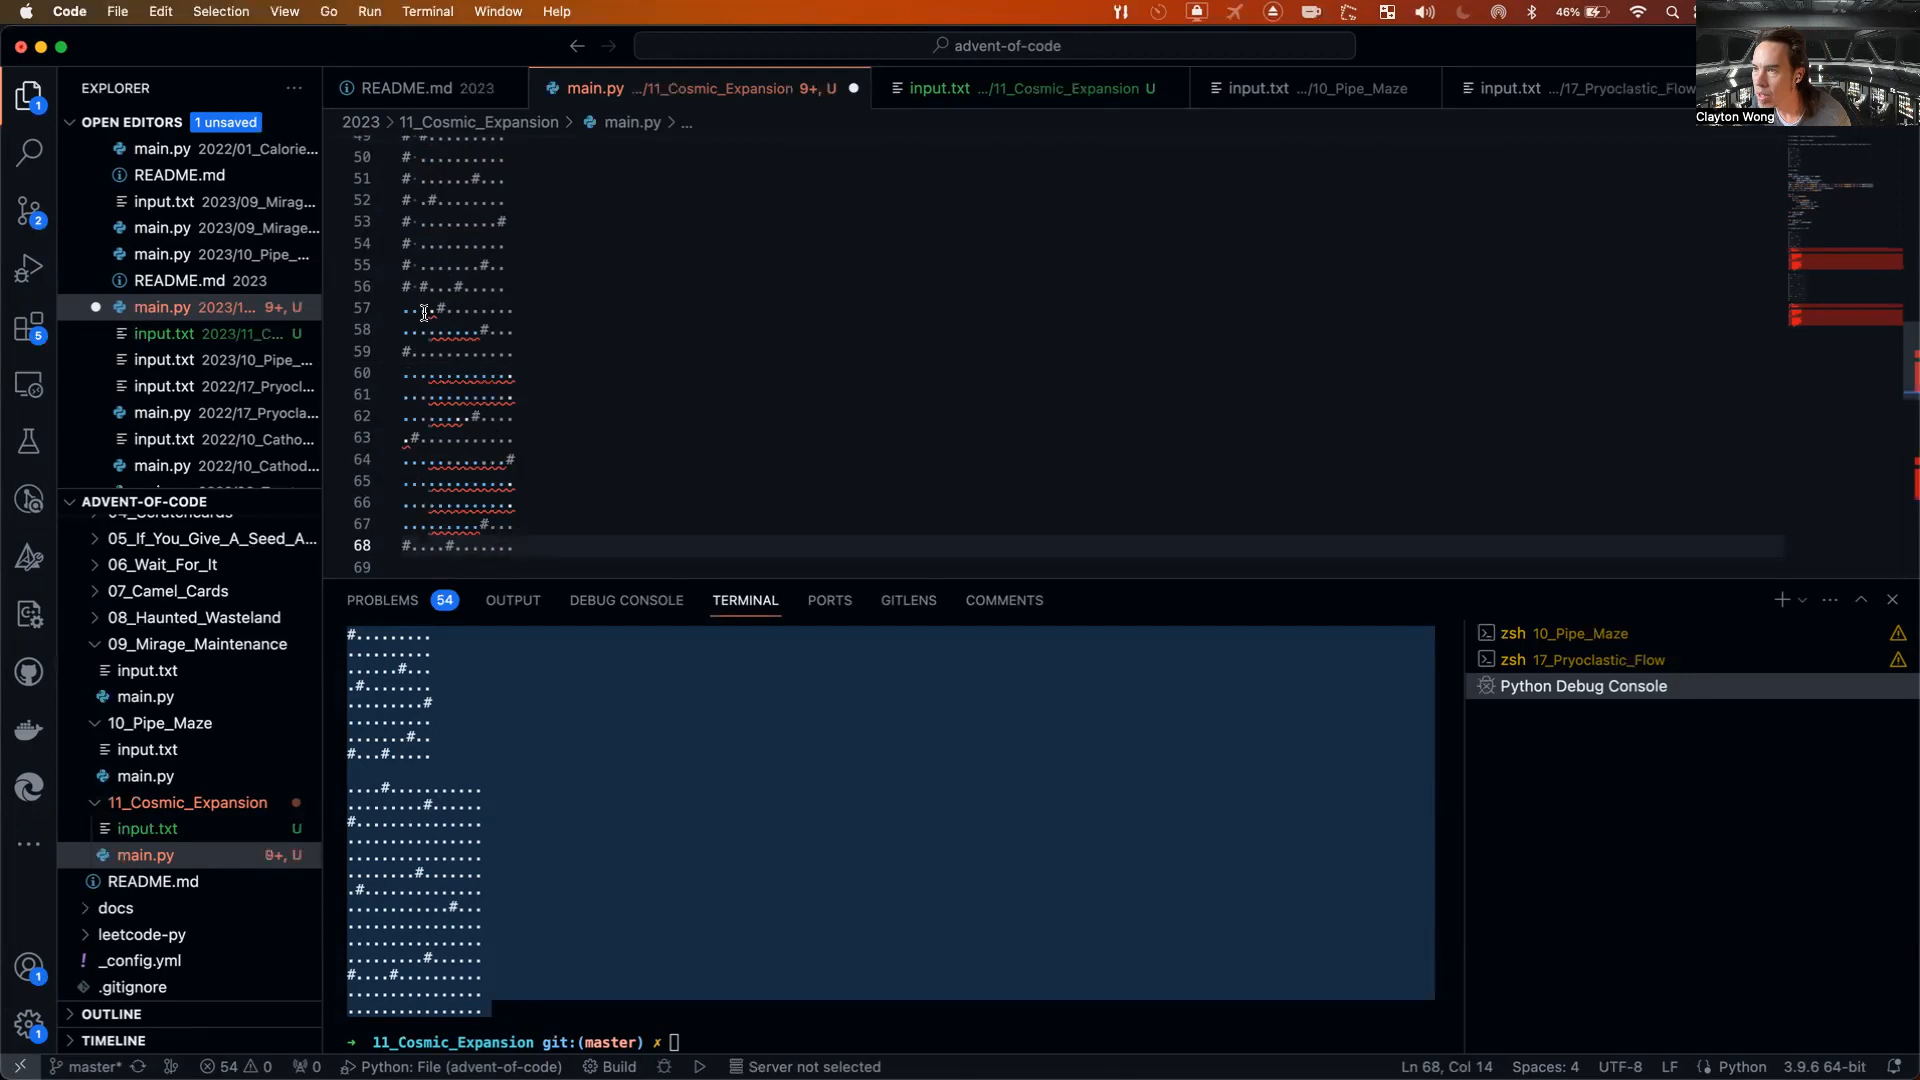 Code File Edit Selection View Go Run Terminal Window Help 46%
advent-of-code
Clayton Wong
EXPLORER
OPEN EDITORS 1 unsaved
main.py 2022/01_Calorie...
README.md
input.txt 2023/09_Mirag...
main.py 2023/09_Mirage...
main.py 2023/10_Pipe_...
README.md 2023
main.py 2023/1... 9+, U
input.txt 2023/11_C... U
input.txt 2023/10_Pipe_...
input.txt 2022/17_Pryocl...
main.py 2022/17_Pryocla...
input.txt 2022/10_Catho...
main.py 2022/10_Cathod...
ADVENT-OF-CODE
05_If_You_Give_A_Seed_A...
06_Wait_For_It
07_Camel_Cards
08_Haunted_Wasteland
09_Mirage_Maintenance
input.txt
main.py
10_Pipe_Maze
input.txt
main.py
11_Cosmic_Expansion
input.txt U
main.py 9+, U
README.md
docs
leetcode-py
_config.yml
.gitignore
OUTLINE
TIMELINE
README.md 2023 main.py .../11_Cosmic_Expansion 9+, U input.txt .../11_Cosmic_Expansion U input.txt .../10_Pipe_Maze input.txt .../17_Pryoclastic_Flow
2023 > 11_Cosmic_Expansion > main.py > ...
49 # #.........
50 # ..........
51 # ......#...
52 # .#........
53 # .........#
54 # ..........
55 # .......#..
56 # #...#.....
57 ....#........
58 .........#...
59 #............
60 .............
61 .............
62 ........#....
63 .#...........
64 ............#
65 .............
66 .............
67 .........#...
68 #....#.......
69
PROBLEMS 54 OUTPUT DEBUG CONSOLE TERMINAL PORTS GITLENS COMMENTS
#.........
..........
......#...
.#........
.........#
..........
.......#..
#...#.....
....#...........
.........#......
#...............
................
................
........#.......
.#..............
............#...
................
................
.........#......
#....#..........
................
................
→ 11_Cosmic_Expansion git:(master) ✗
zsh 10_Pipe_Maze
zsh 17_Pryoclastic_Flow
Python Debug Console
master* 54 0 0 Python: File (advent-of-code) Build Server not selected Ln 68, Col 14 Spaces: 4 UTF-8 LF Python 3.9.6 64-bit